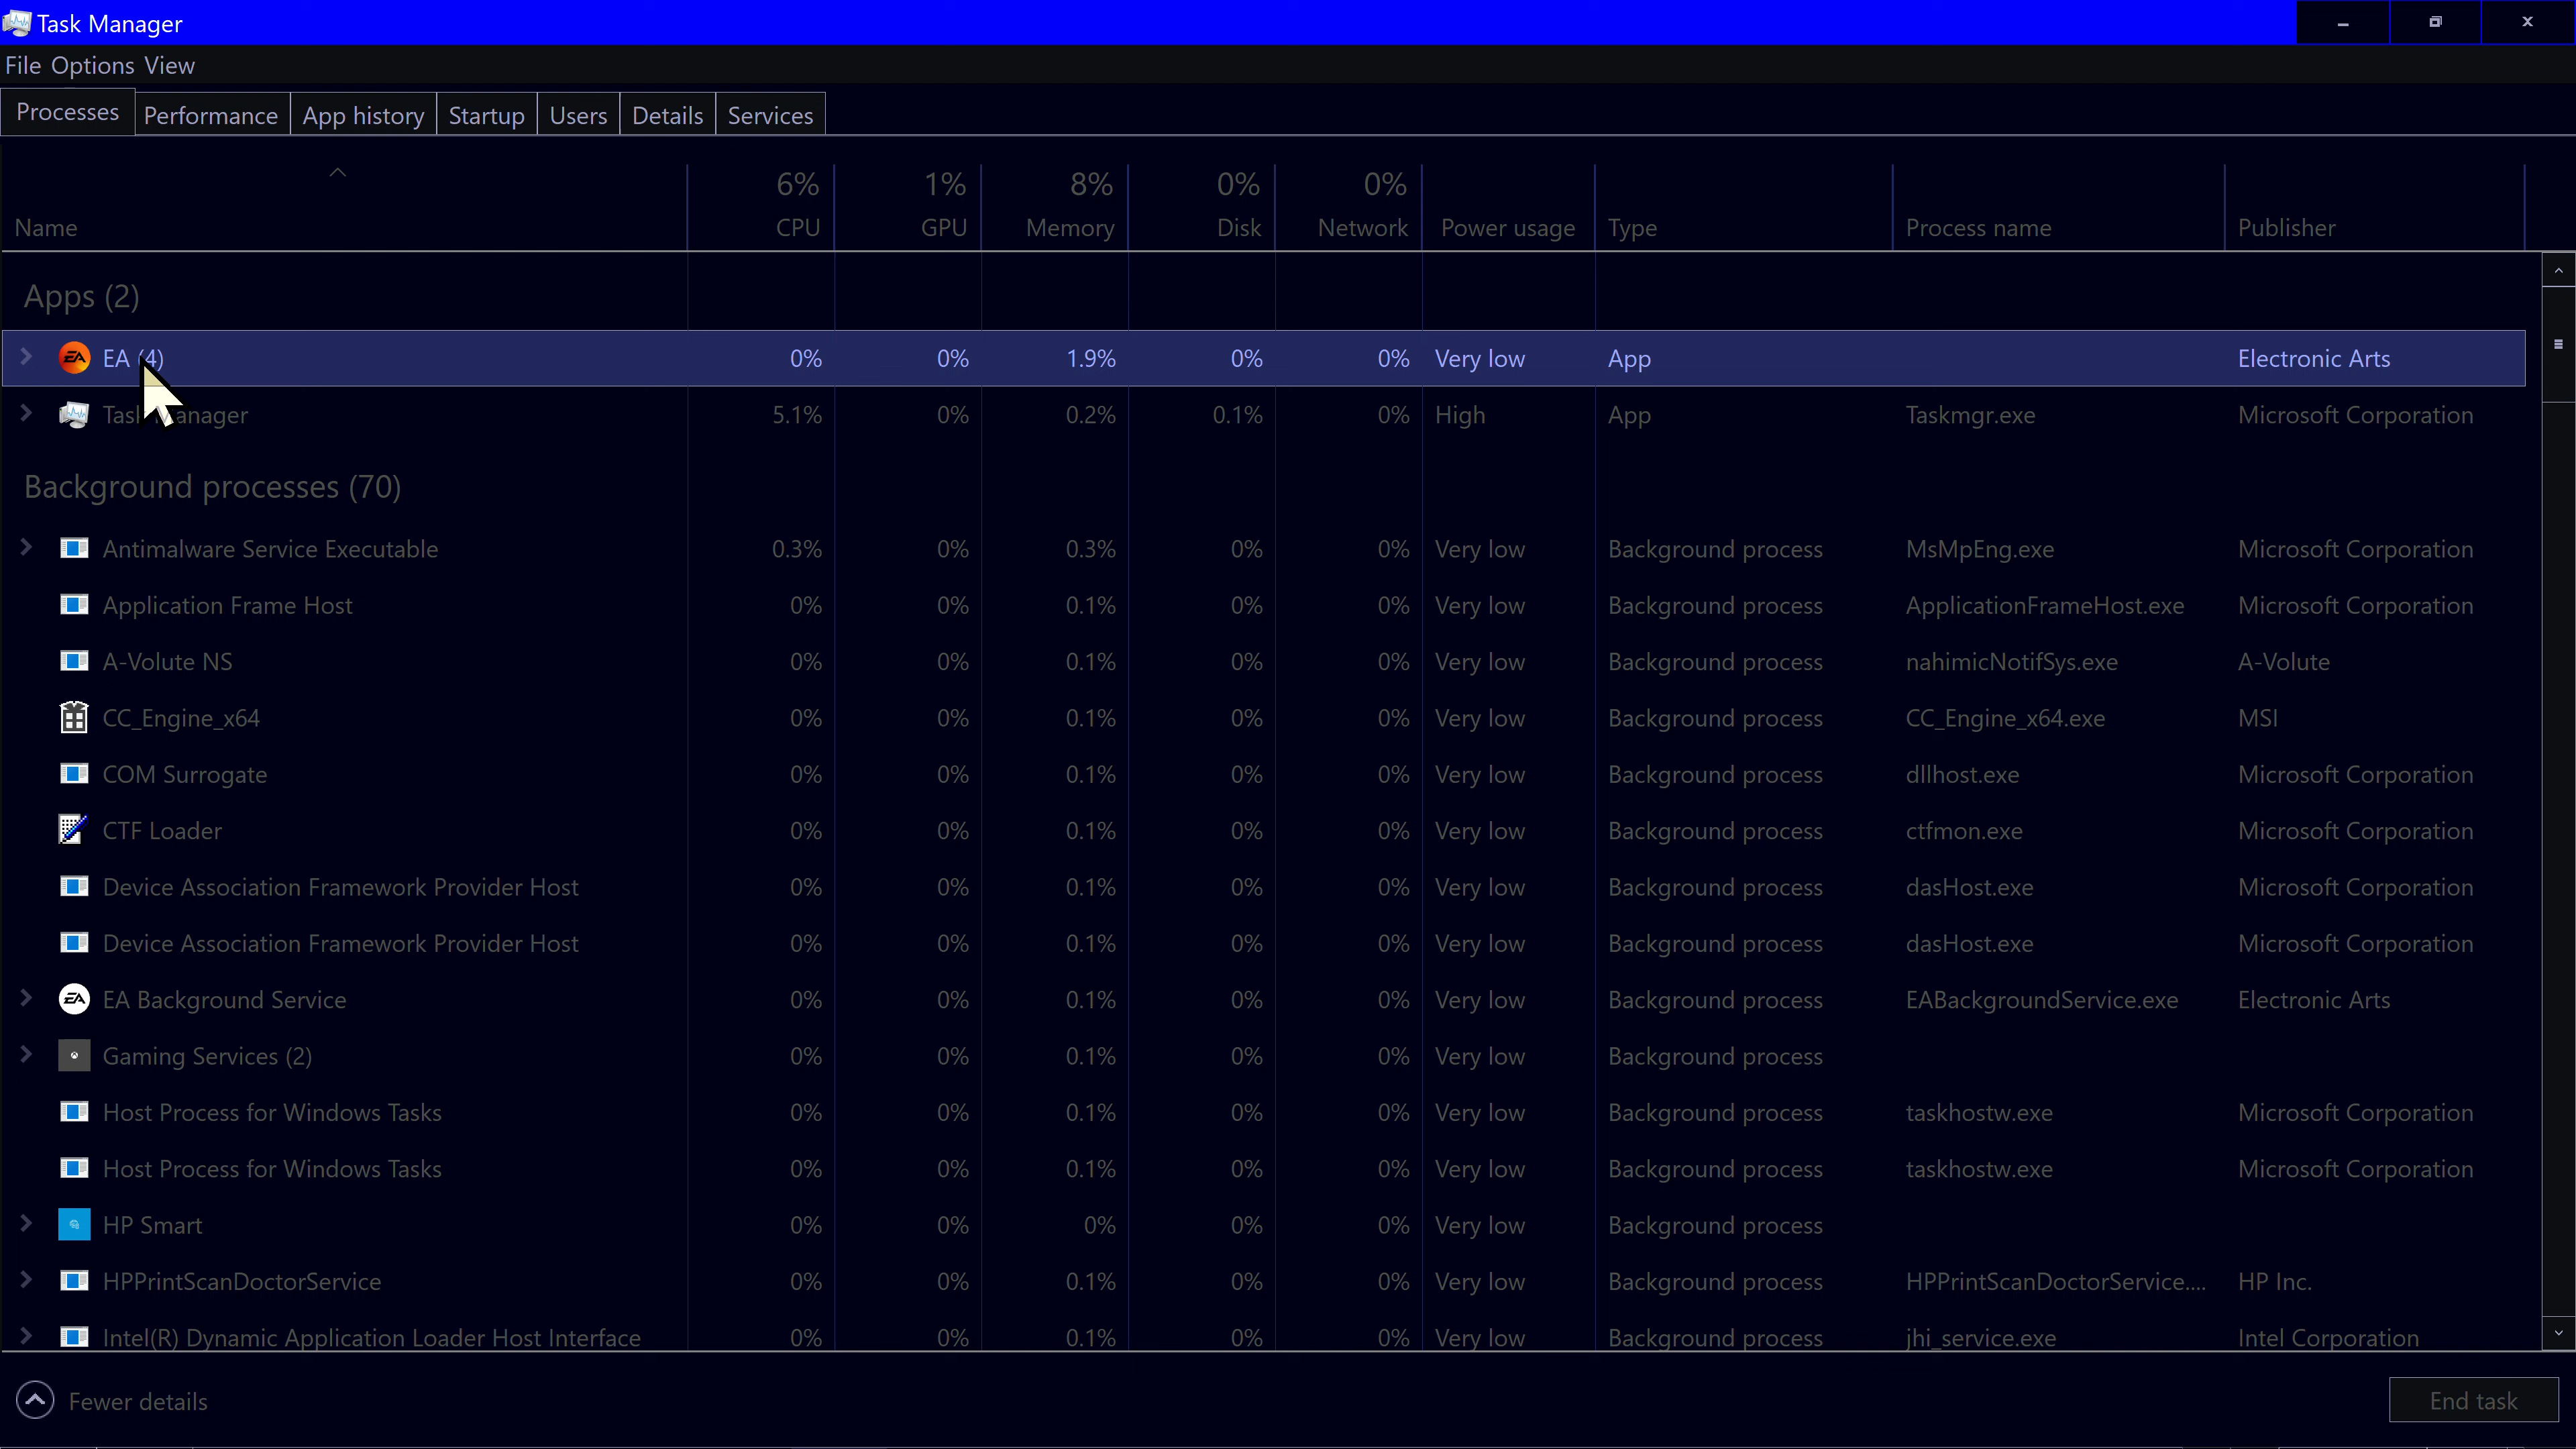 Task Manager
File Options View
Processes Performance App history Startup Users Details Services
6% 1% 8% 0% 0%
Name CPU GPU Memory Disk Network Power usage Type Process name Publisher
Apps (2)
EA (4) 0% 0% 1.9% 0% 0% Very low App Electronic Arts
Task Manager 5.1% 0% 0.2% 0.1% 0% High App Taskmgr.exe Microsoft Corporation
Background processes (70)
Antimalware Service Executable 0.3% 0% 0.3% 0% 0% Very low Background process MsMpEng.exe Microsoft Corporation
Application Frame Host 0% 0% 0.1% 0% 0% Very low Background process ApplicationFrameHost.exe Microsoft Corporation
A-Volute NS 0% 0% 0.1% 0% 0% Very low Background process nahimicNotifSys.exe A-Volute
CC_Engine_x64 0% 0% 0.1% 0% 0% Very low Background process CC_Engine_x64.exe MSI
COM Surrogate 0% 0% 0.1% 0% 0% Very low Background process dllhost.exe Microsoft Corporation
CTF Loader 0% 0% 0.1% 0% 0% Very low Background process ctfmon.exe Microsoft Corporation
Device Association Framework Provider Host 0% 0% 0.1% 0% 0% Very low Background process dasHost.exe Microsoft Corporation
Device Association Framework Provider Host 0% 0% 0.1% 0% 0% Very low Background process dasHost.exe Microsoft Corporation
EA Background Service 0% 0% 0.1% 0% 0% Very low Background process EABackgroundService.exe Electronic Arts
Gaming Services (2) 0% 0% 0.1% 0% 0% Very low Background process
Host Process for Windows Tasks 0% 0% 0.1% 0% 0% Very low Background process taskhostw.exe Microsoft Corporation
Host Process for Windows Tasks 0% 0% 0.1% 0% 0% Very low Background process taskhostw.exe Microsoft Corporation
HP Smart 0% 0% 0% 0% 0% Very low Background process
HPPrintScanDoctorService 0% 0% 0.1% 0% 0% Very low Background process HPPrintScanDoctorService.... HP Inc.
Intel(R) Dynamic Application Loader Host Interface 0% 0% 0.1% 0% 0% Very low Background process jhi_service.exe Intel Corporation
Fewer details End task